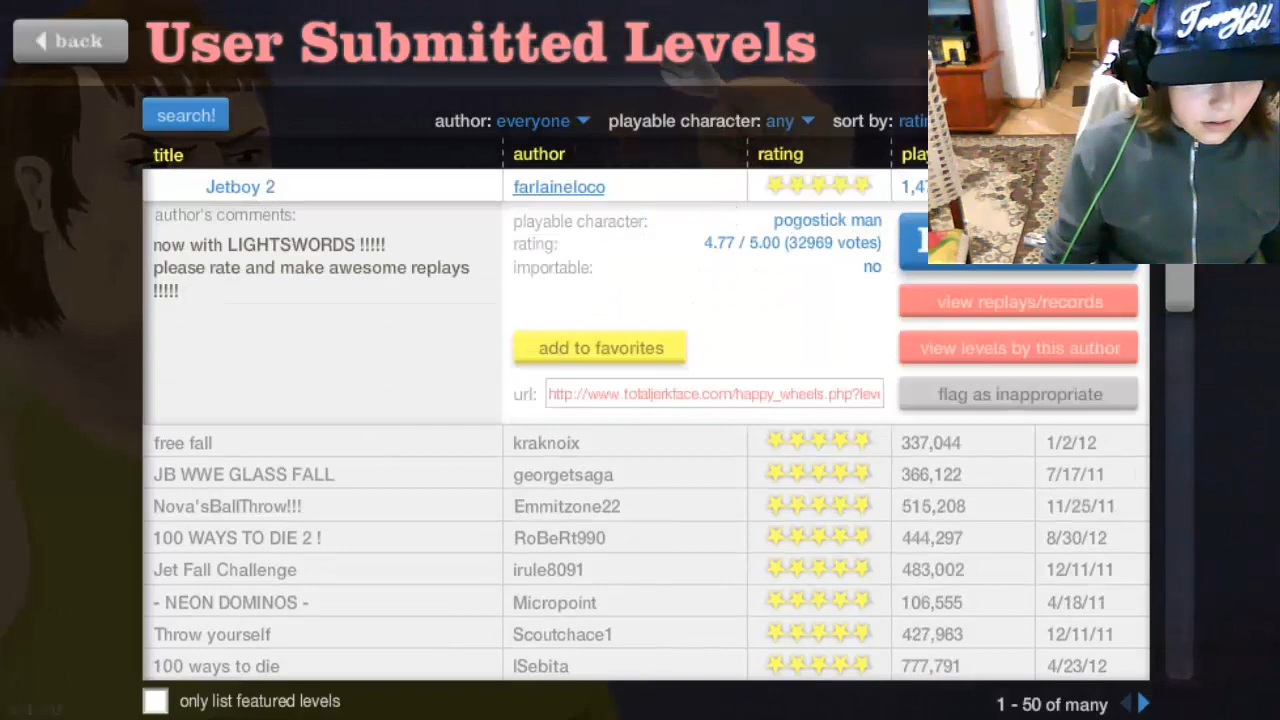 back
User Submitted Levels
search!
author: everyone
playable character: any
sort by:
title
author
rating
Jetboy 2
farlaineloco
author's comments:
now with LIGHTSWORDS !!!!!
please rate and make awesome replays
!!!!!
playable character: pogostick man
rating: 4.77 / 5.00 (32969 votes)
importable: no
add to favorites
url: http://www.totaljerkface.com/happy_wheels.php?leve
view replays/records
view levels by this author
flag as inappropriate
free fall kraknoix 337,044 1/2/12
JB WWE GLASS FALL georgetsaga 366,122 7/17/11
Nova'sBallThrow!!! Emmitzone22 515,208 11/25/11
100 WAYS TO DIE 2 ! RoBeRt990 444,297 8/30/12
Jet Fall Challenge irule8091 483,002 12/11/11
- NEON DOMINOS - Micropoint 106,555 4/18/11
Throw yourself Scoutchace1 427,963 12/11/11
100 ways to die lSebita 777,791 4/23/12
only list featured levels
1 - 50 of many